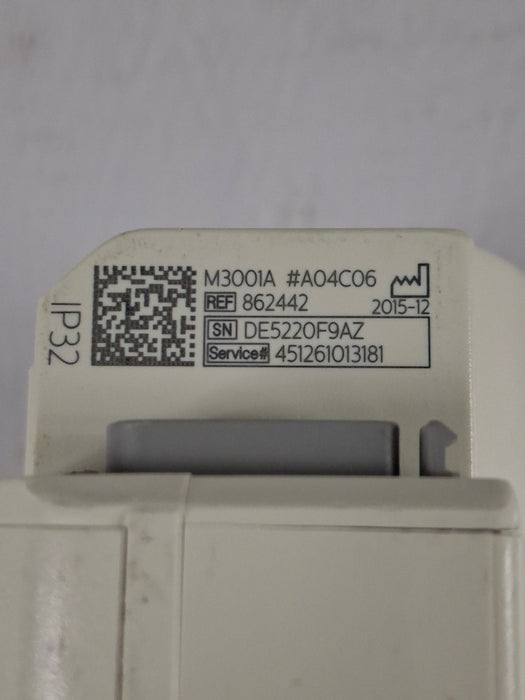 M3001A #A04C06
REF 862442 2015-12
SN DE5220F9AZ
Service# 451261013181
IP32